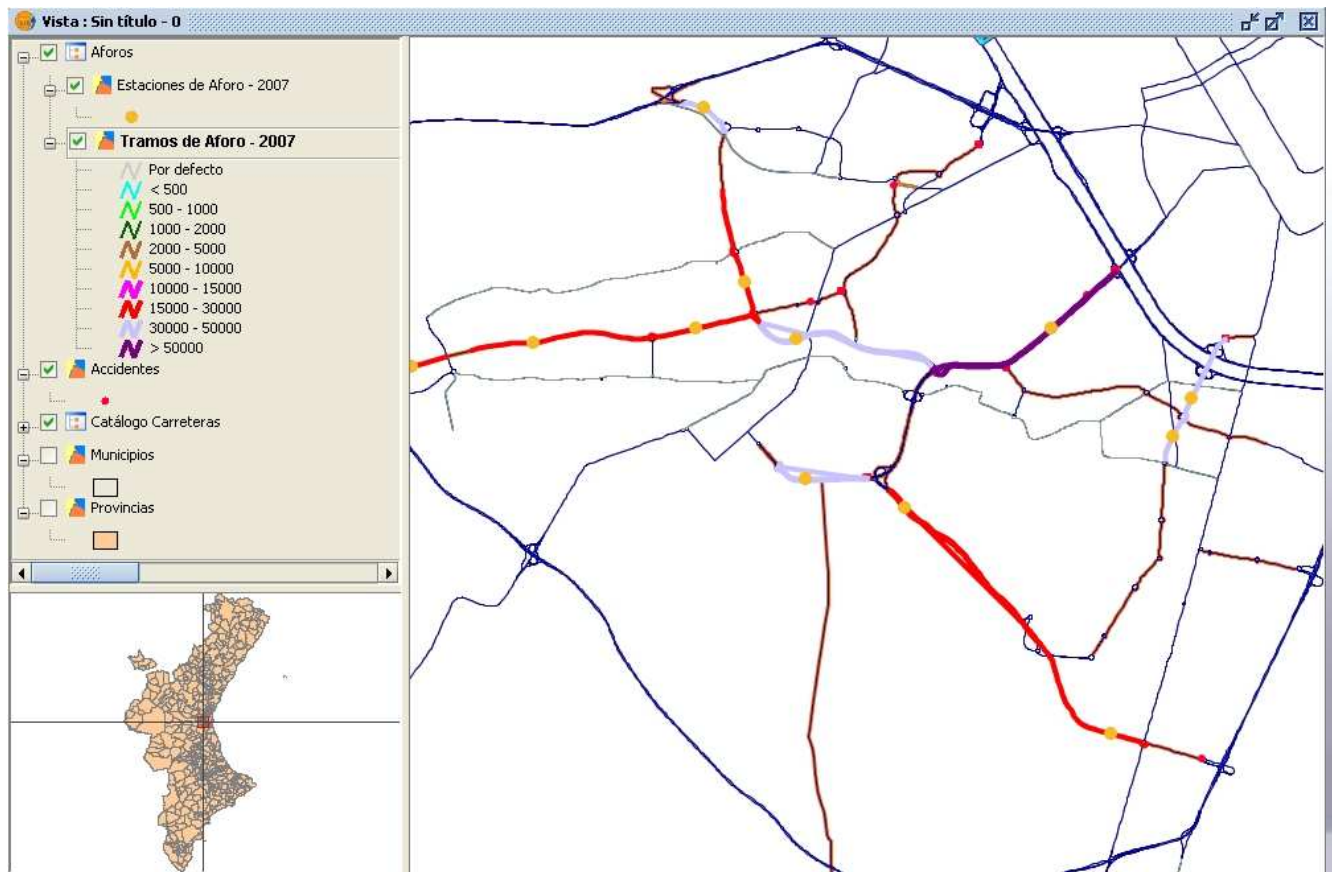 Vista : Sin título - 0
Aforos
Estaciones de Aforo - 2007
Tramos de Aforo - 2007
Por defecto
< 500
500 - 1000
1000 - 2000
2000 - 5000
5000 - 10000
10000 - 15000
15000 - 30000
30000 - 50000
> 50000
Accidentes
Catálogo Carreteras
Municipios
Provincias